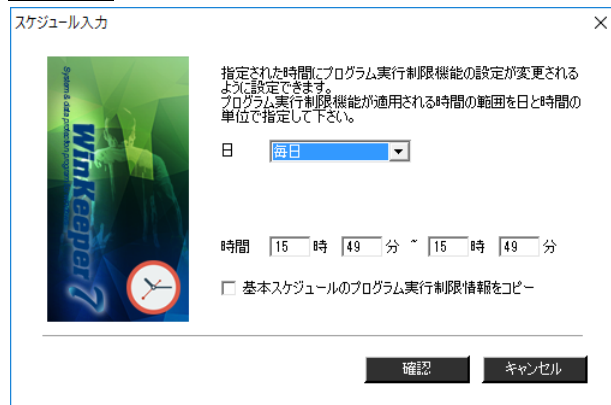 スケジュール入力
指定された時間にプログラム実行制限機能の設定が変更される
ように設定できます。
プログラム実行制限機能が適用される時間の範囲を日と時間の
単位で指定して下さい。
日 毎日
時間 15 時 49 分 ~ 15 時 49 分
基本スケジュールのプログラム実行制限情報をコピー
System & data protection program
WinKeeper 7
確認 キャンセル